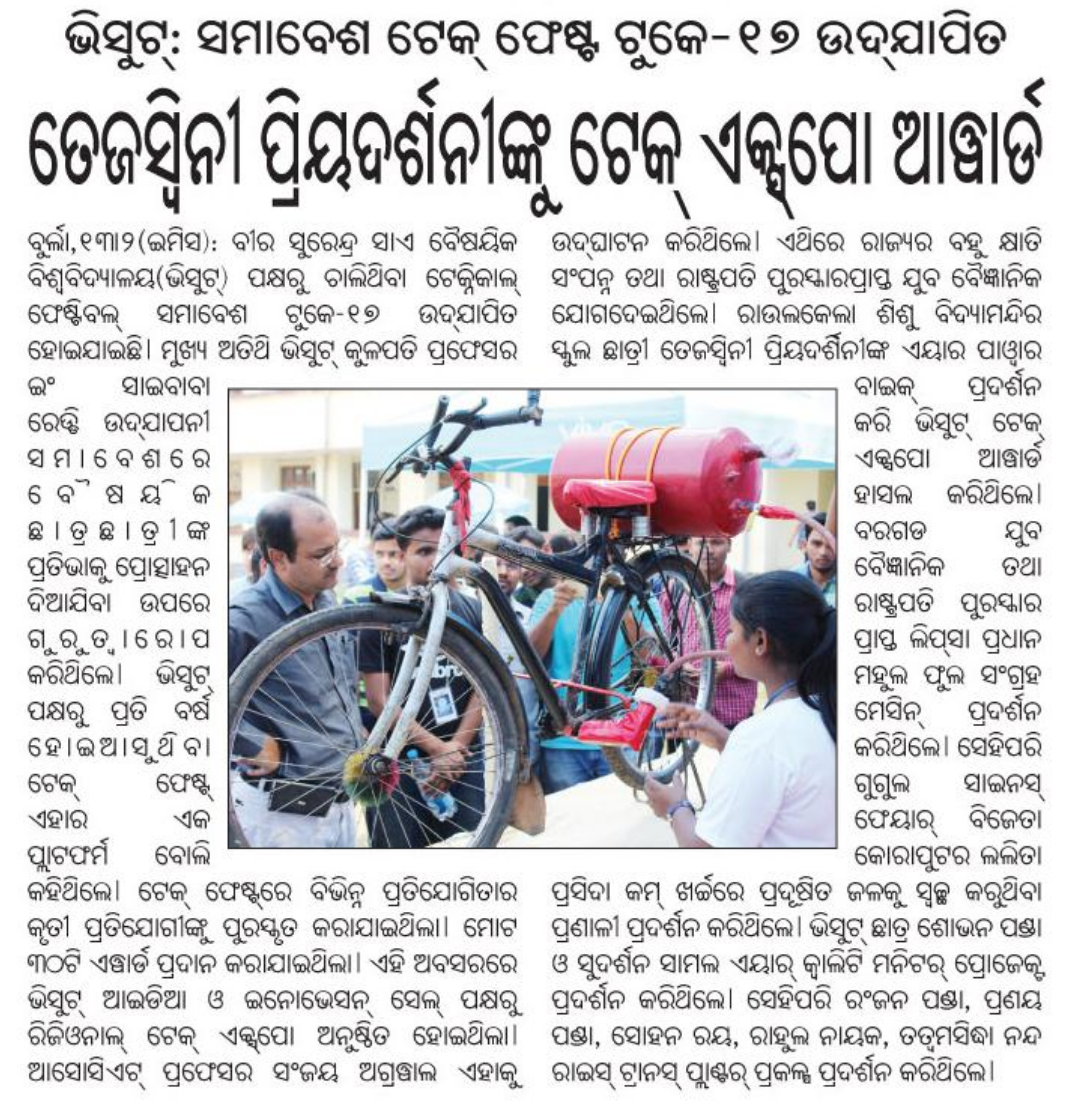 ଭିସୁଟ୍: ସମାବେଶ ଟେକ୍ ଫେଷ୍ଟ ଟୁକେ-୧୭ ଉଦ୍‌ଯାପିତ
ତେଜସ୍ୱିନୀ ପ୍ରିୟଦର୍ଶନୀଙ୍କୁ ଟେକ୍ ଏକ୍ସପୋ ଆୱାର୍ଡ
ବୁର୍ଲା,୧୩ା୨(ଇମିସ): ବୀର ସୁରେନ୍ଦ୍ର ସାଏ ବୈଷୟିକ
ବିଶ୍ୱବିଦ୍ୟାଳୟ(ଭିସୁଟ୍) ପକ୍ଷରୁ ଚାଲିଥିବା ଟେକ୍ନିକାଲ୍
ଫେଷ୍ଟିବଲ୍ ସମାବେଶ ଟୁକେ-୧୭ ଉଦ୍‌ଯାପିତ
ହୋଇଯାଇଛି। ମୁଖ୍ୟ ଅତିଥି ଭିସୁଟ୍ କୁଳପତି ପ୍ରଫେସର
ଇଂ ସାଇବାବା
ରେଡ୍ଡି ଉଦ୍‌ଯାପନୀ
ସମାବେଶରେ
ବୈଷୟିକ
ଛାତ୍ରଛାତ୍ରୀଙ୍କ
ପ୍ରତିଭାକୁ ପ୍ରୋତ୍ସାହନ
ଦିଆଯିବା ଉପରେ
ଗୁରୁତ୍ୱାରୋପ
କରିଥିଲେ। ଭିସୁଟ୍
ପକ୍ଷରୁ ପ୍ରତି ବର୍ଷ
ହୋଇଆସୁଥିବା
ଟେକ୍ ଫେଷ୍ଟ୍
ଏହାର ଏକ
ପ୍ଲାଟଫର୍ମ ବୋଲି
କହିଥିଲେ। ଟେକ୍ ଫେଷ୍ଟ୍‌ରେ ବିଭିନ୍ନ ପ୍ରତିଯୋଗିତାର
କୃତୀ ପ୍ରତିଯୋଗୀଙ୍କୁ ପୁରସ୍କୃତ କରାଯାଇଥିଲା। ମୋଟ
୩୦ଟି ଏୱାର୍ଡ ପ୍ରଦାନ କରାଯାଇଥିଲା। ଏହି ଅବସରରେ
ଭିସୁଟ୍ ଆଇଡିଆ ଓ ଇନୋଭେସନ୍ ସେଲ୍ ପକ୍ଷରୁ
ରିଜିଓନାଲ୍ ଟେକ୍ ଏକ୍ସପୋ ଅନୁଷ୍ଠିତ ହୋଇଥିଲା।
ଆସୋସିଏଟ୍ ପ୍ରଫେସର ସଂଜୟ ଅଗ୍ରୱାଲ ଏହାକୁ
ଉଦ୍‌ଘାଟନ କରିଥିଲେ। ଏଥିରେ ରାଜ୍ୟର ବହୁ କ୍ଷାତି
ସଂପନ୍ନ ତଥା ରାଷ୍ଟ୍ରପତି ପୁରସ୍କାରପ୍ରାପ୍ତ ଯୁବ ବୈଜ୍ଞାନିକ
ଯୋଗଦେଇଥିଲେ। ରାଉଲକେଲା ଶିଶୁ ବିଦ୍ୟାମନ୍ଦିର
ସ୍କୁଲ ଛାତ୍ରୀ ତେଜସ୍ୱିନୀ ପ୍ରିୟଦର୍ଶିନୀଙ୍କ ଏୟାର ପାୱାର
ବାଇକ୍ ପ୍ରଦର୍ଶନ
କରି ଭିସୁଟ୍ ଟେକ୍
ଏକ୍ସପୋ ଆୱାର୍ଡ
ହାସଲ କରିଥିଲେ।
ବରଗଡ ଯୁବ
ବୈଜ୍ଞାନିକ ତଥା
ରାଷ୍ଟ୍ରପତି ପୁରସ୍କାର
ପ୍ରାପ୍ତ ଲିପ୍‌ସା ପ୍ରଧାନ
ମହୁଲ ଫୁଲ ସଂଗ୍ରହ
ମେସିନ୍ ପ୍ରଦର୍ଶନ
କରିଥିଲେ। ସେହିପରି
ଗୁଗୁଲ ସାଇନସ୍
ଫେୟାର୍ ବିଜେତା
କୋରାପୁଟର ଲଲିତା
ପ୍ରସିଦା କମ୍ ଖର୍ଚ୍ଚରେ ପ୍ରଦୂଷିତ ଜଳକୁ ସ୍ୱଚ୍ଛ କରୁଥିବା
ପ୍ରଣାଳୀ ପ୍ରଦର୍ଶନ କରିଥିଲେ। ଭିସୁଟ୍ ଛାତ୍ର ଶୋଭନ ପଣ୍ଡା
ଓ ସୁଦର୍ଶନ ସାମଲ ଏୟାର୍ କ୍ୱାଲିଟି ମନିଟର୍ ପ୍ରୋଜେକ୍ଟ
ପ୍ରଦର୍ଶନ କରିଥିଲେ। ସେହିପରି ରଂଜନ ପଣ୍ଡା, ପ୍ରଣୟ
ପଣ୍ଡା, ସୋହନ ରୟ, ରାହୁଲ ନାୟକ, ତତ୍ୱମସିଦ୍ଧା ନନ୍ଦ
ରାଇସ୍ ଟ୍ରାନସ୍ ପ୍ଲାଣ୍ଟର୍ ପ୍ରକଳ୍ପ ପ୍ରଦର୍ଶନ କରିଥିଲେ।